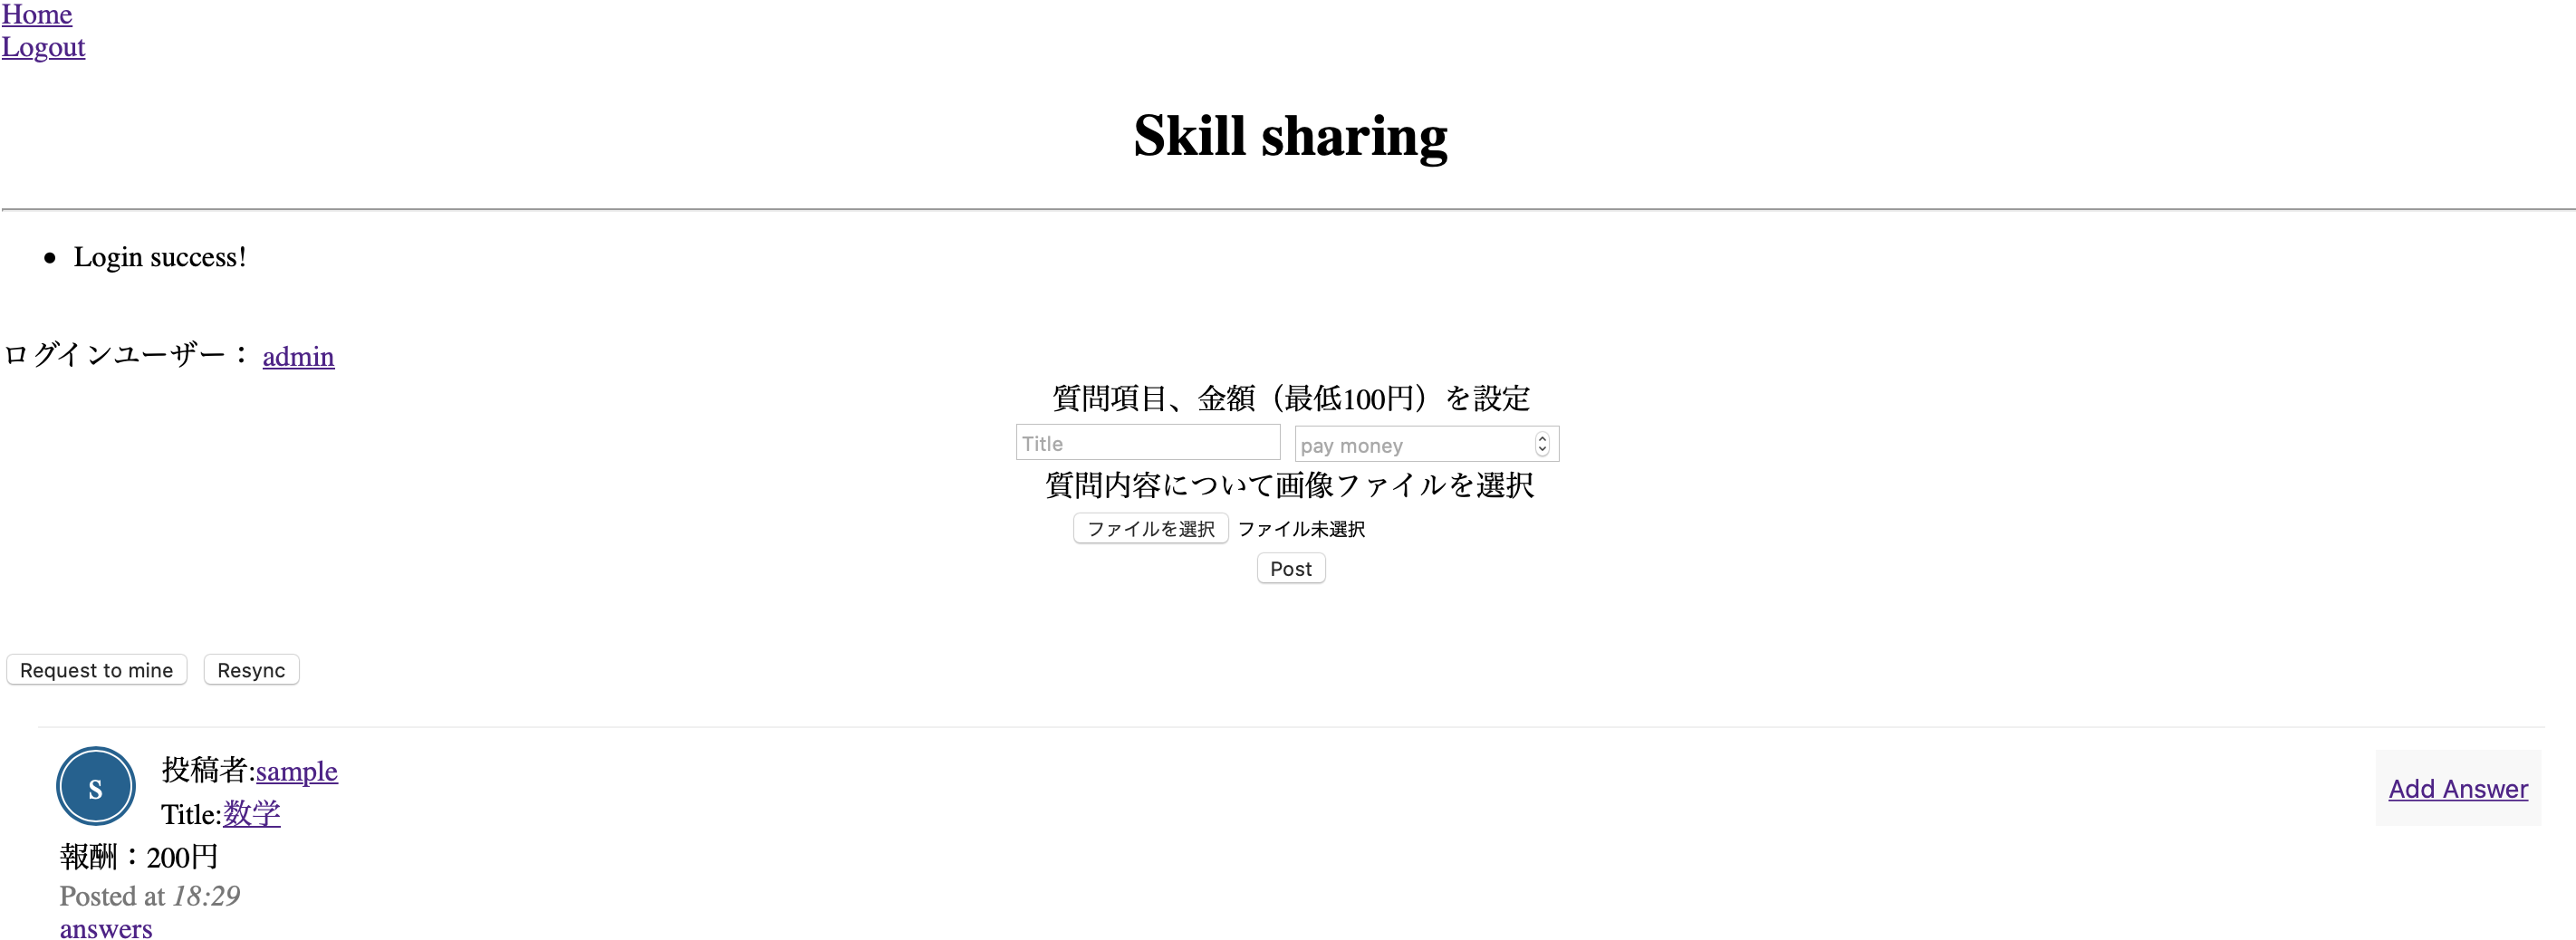 Home
Logout
Skill sharing
Login success!
ログインユーザー： admin
質問項目、金額（最低100円）を設定
Title pay money
質問内容について画像ファイルを選択
ファイルを選択 ファイル未選択
Post
Request to mine Resync
S 投稿者:sample Add Answer
Title:数学
報酬：200円
Posted at 18:29
answers